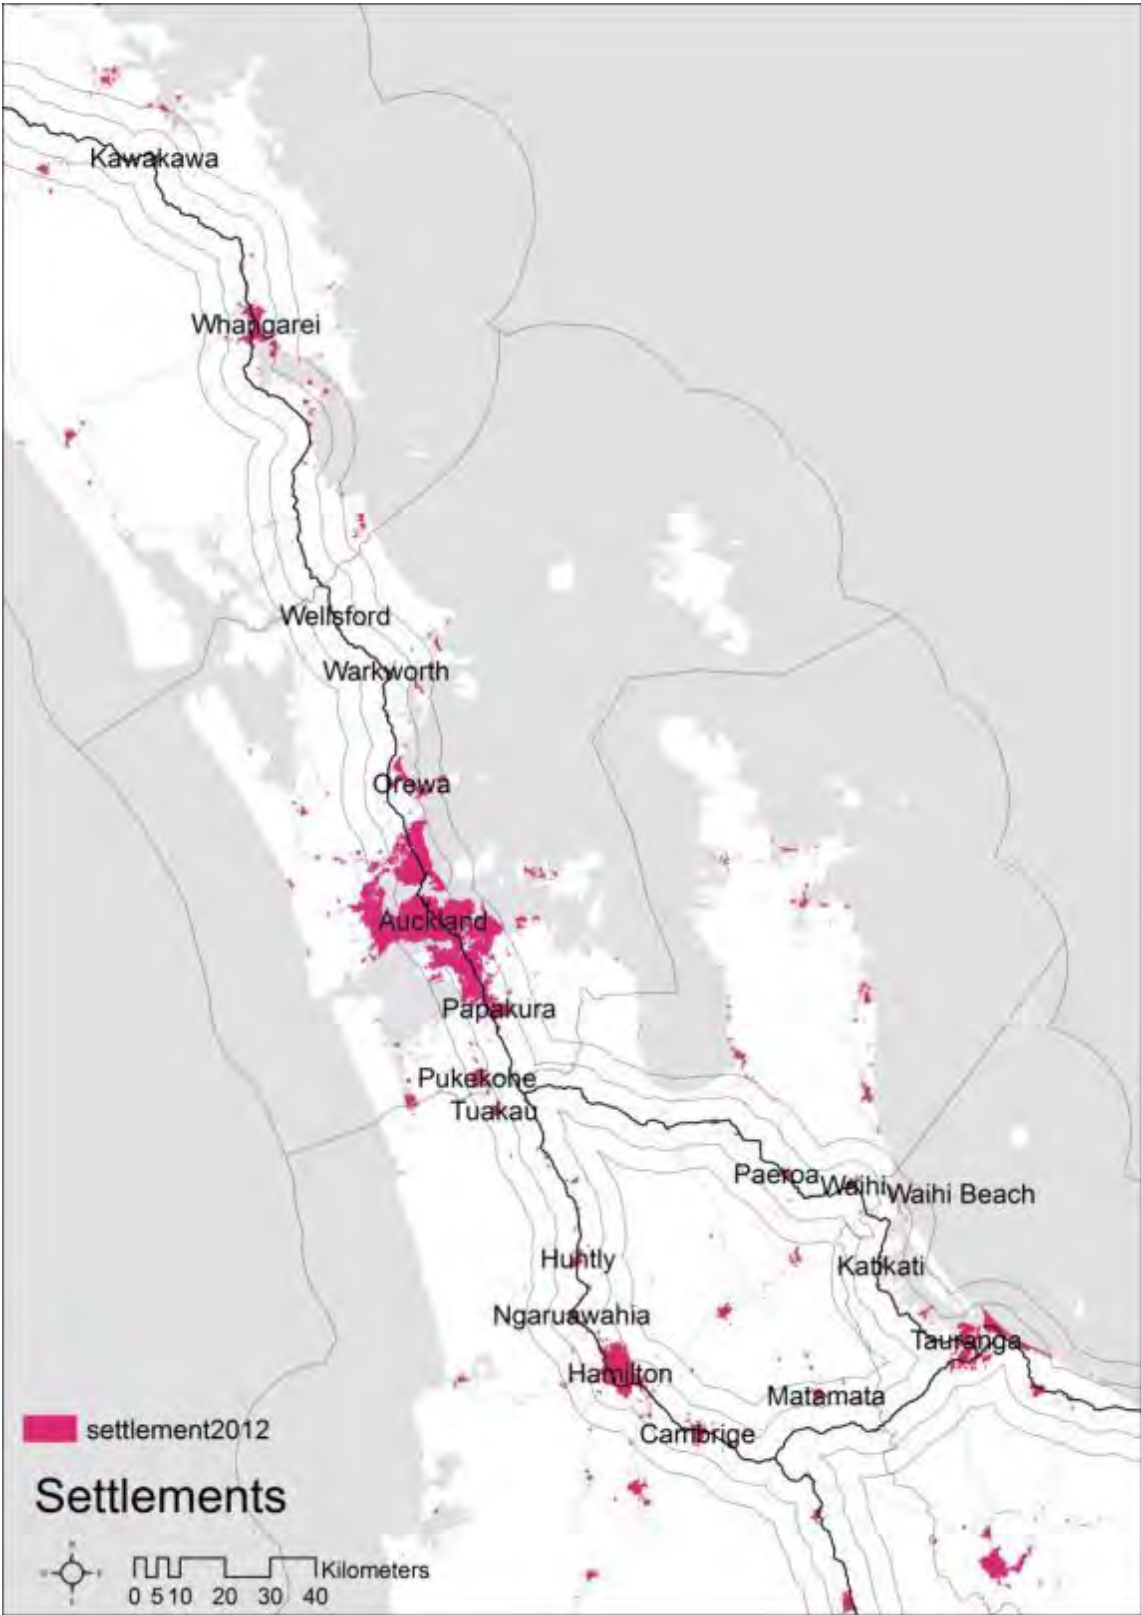 Kawakawa
Whangarei
Wellsford
Warkworth
Orewa
Auckland
Papakura
Pukekohe
Tuakau
Paeroa
Waihi
Waihi Beach
Huntly
Katikati
Ngaruawahia
Tauranga
Hamilton
Matamata
Cambrige
settlement2012
Settlements
Kilometers
0 5 10 20 30 40